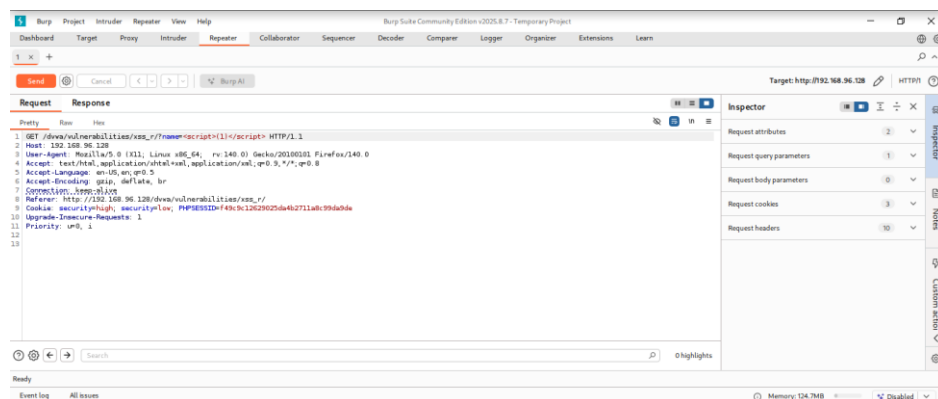 Burp Project Intruder Repeater View Help Burp Suite Community Edition v2025.8.7 - Temporary Project
Dashboard Target Proxy Intruder Repeater Collaborator Sequencer Decoder Comparer Logger Organizer Extensions Learn
1 × +
Send Cancel < > Burp AI Target: http://192.168.96.128 HTTP/1
Request Response Inspector
Pretty Raw Hex \n
Request attributes 2
Request query parameters 1
Request body parameters 0
Request cookies 3
Request headers 10
1 GET /dvwa/vulnerabilities/xss_r/?name=<script>(1)</script> HTTP/1.1
2 Host: 192.168.96.128
3 User-Agent: Mozilla/5.0 (X11; Linux x86_64; rv:140.0) Gecko/20100101 Firefox/140.0
4 Accept: text/html,application/xhtml+xml,application/xml;q=0.9,*/*;q=0.8
5 Accept-Language: en-US,en;q=0.5
6 Accept-Encoding: gzip, deflate, br
7 Connection: keep-alive
8 Referer: http://192.168.96.128/dvwa/vulnerabilities/xss_r/
9 Cookie: security=high; security=low; PHPSESSID=f49c9c12629025da4b2711a8c99da9de
10 Upgrade-Insecure-Requests: 1
11 Priority: u=0, i
12
13
Inspector
Notes
Custom action
Search 0 highlights
Ready
Event log All issues Memory: 124.7MB Disabled